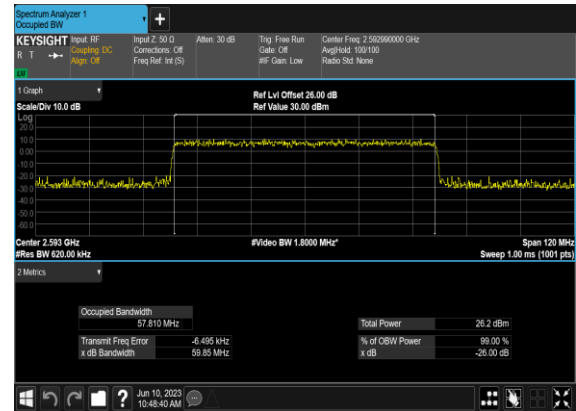 Spectrum Analyzer 1
Occupied BW
+
KEYSIGHT
R T
Input: RF
Coupling: DC
Align: Off
Input Z: 50 Ω
Corrections: Off
Freq Ref: Int (S)
Atten: 30 dB
Trig: Free Run
Gate: Off
#IF Gain: Low
Center Freq: 2.592990000 GHz
Avg|Hold: 100/100
Radio Std: None
1 Graph
Scale/Div 10.0 dB
Ref Lvl Offset 26.00 dB
Ref Value 30.00 dBm
Log
20.0
10.0
0.00
-10.0
-20.0
-30.0
-40.0
-50.0
-60.0
Center 2.593 GHz
#Res BW 620.00 kHz
#Video BW 1.8000 MHz*
Span 120 MHz
Sweep 1.00 ms (1001 pts)
2 Metrics
Occupied Bandwidth
57.810 MHz
Total Power 26.2 dBm
Transmit Freq Error -6.495 kHz
% of OBW Power 99.00 %
x dB Bandwidth 59.85 MHz
x dB -26.00 dB
?
Jun 10, 2023
10:48:40 AM